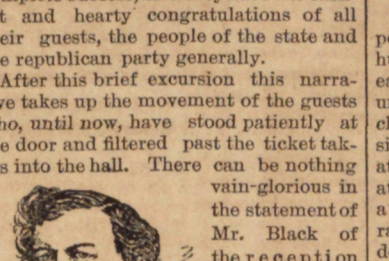 t and hearty congratulations of all
eir guests, the people of the state and
e republican party generally.
After this brief excursion this narra-
ve takes up the movement of the guests
ho, until now, have stood patiently at
e door and filtered past the ticket tak-
s into the hall. There can be nothing
vain-glorious in
the statement of
Mr. Black of
the reception